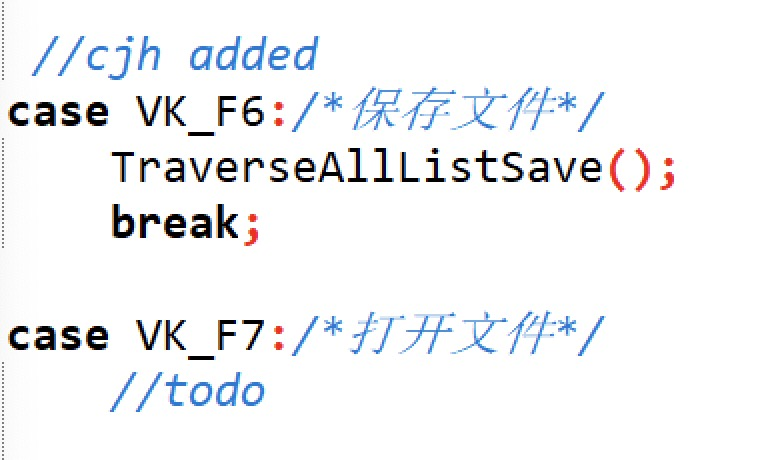 //cjh added
case VK_F6:/*保存文件*/
TraverseAllListSave();
break;
case VK_F7:/*打开文件*/
//todo